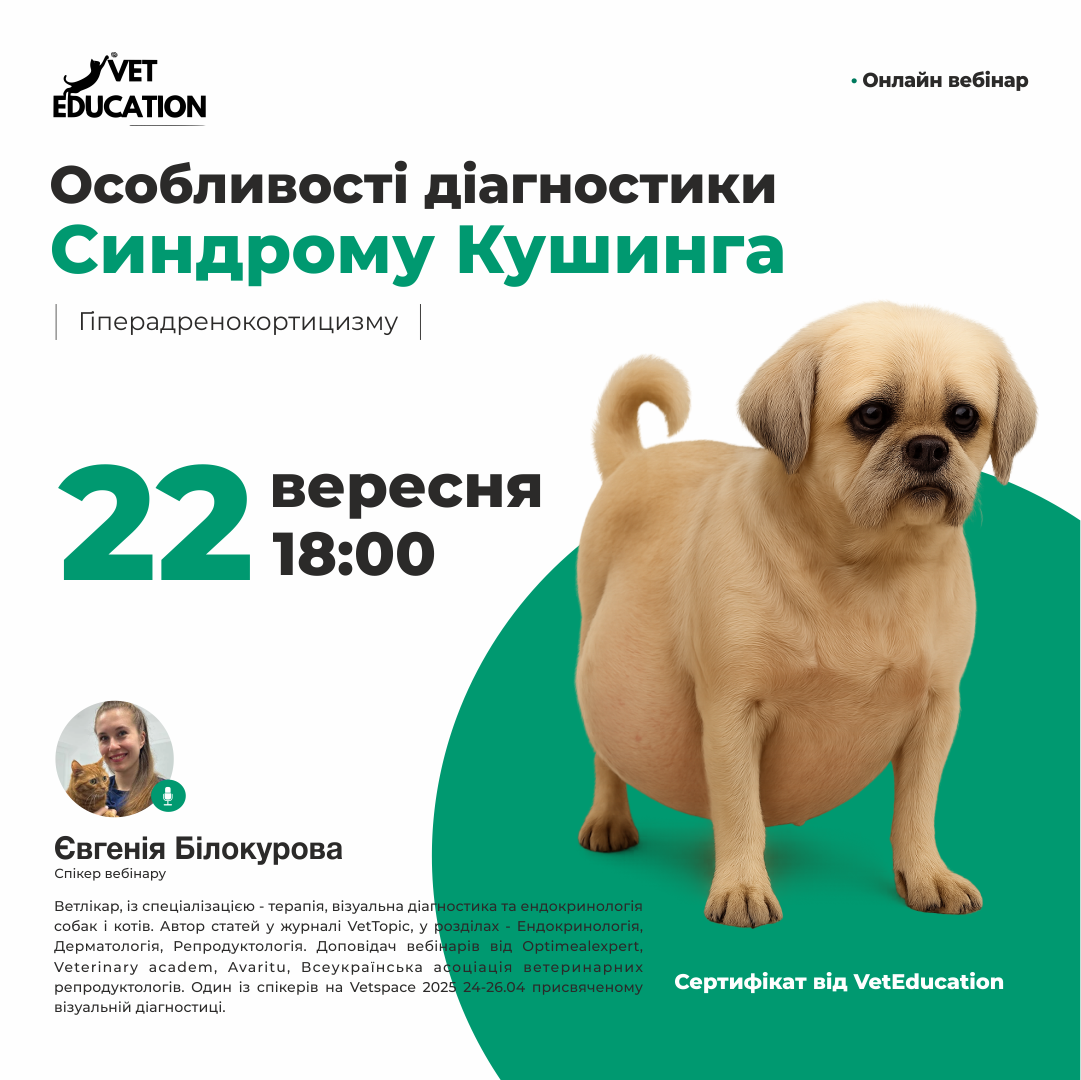 VET
EDUCATION
• Онлайн вебінар
Особливості діагностики
Синдрому Кушинга
Гіперадренокортицизму
22
вересня
18:00
Євгенія Білокурова
Спікер вебінару
Ветлікар, із спеціалізацією - терапія, візуальна діагностика та ендокринологія
собак і котів. Автор статей у журналі VetTopic, у розділах - Ендокринологія,
Дерматологія, Репродуктологія. Доповідач вебінарів від Optimealexpert,
Veterinary academ, Avaritu, Всеукраїнська асоціація ветеринарних
репродуктологів. Один із спікерів на Vetspace 2025 24-26.04 присвяченому
візуальній діагностиці.
Сертифікат від VetEducation